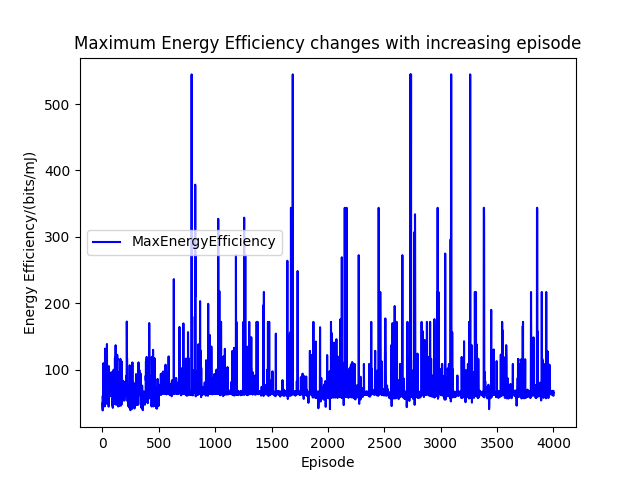 Maximum Energy Efficiency changes with increasing episode
Energy Efficiency/(bits/mJ)
500
400
300
200
100
MaxEnergyEfficiency
0 500 1000 1500 2000 2500 3000 3500 4000
Episode